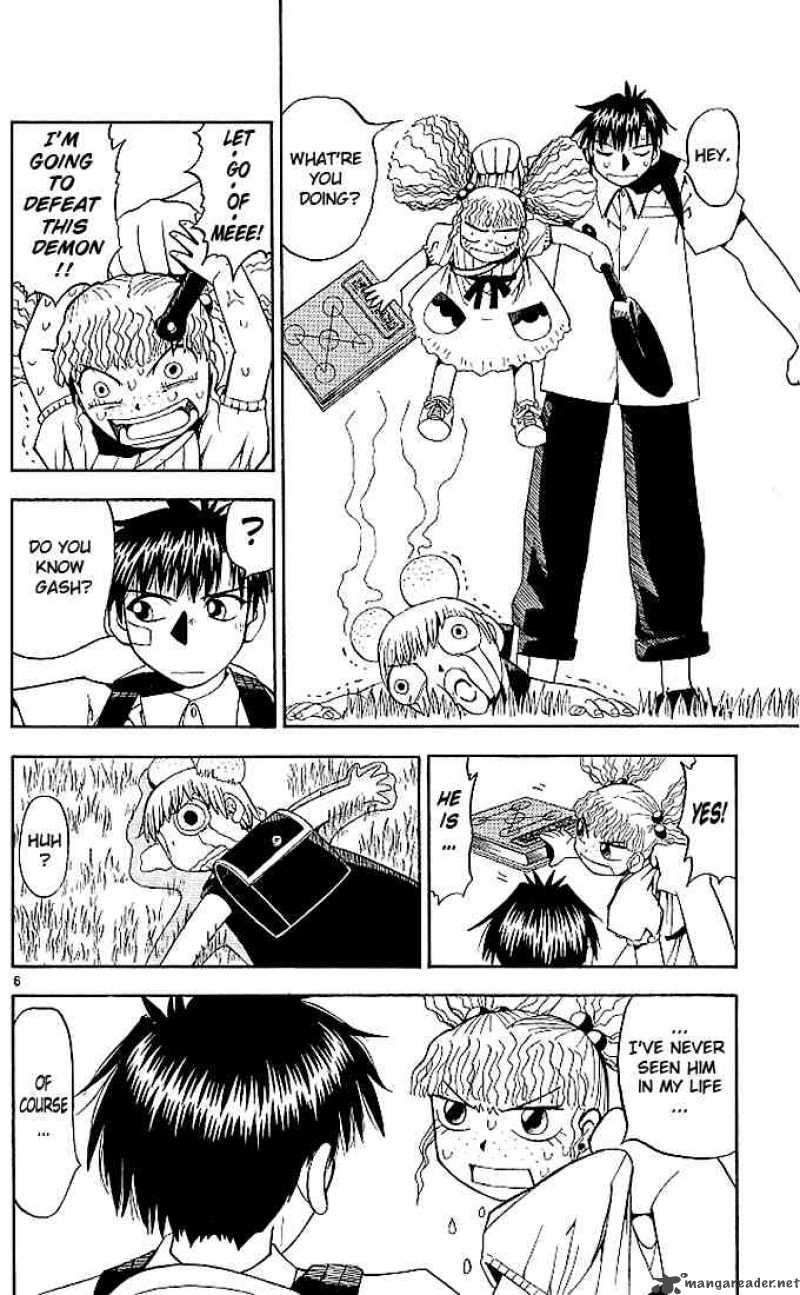 HEY.
WHAT'RE
YOU
DOING?
LET
GO
OF
MEEE!
I'M
GOING
TO
DEFEAT
THIS
DEMON
!!
?
DO YOU
KNOW
GASH?
YES!
HE
IS
...
HUH
?
6
...
I'VE NEVER
SEEN HIM
IN MY LIFE
...
OF
COURSE
...
mangareader.net